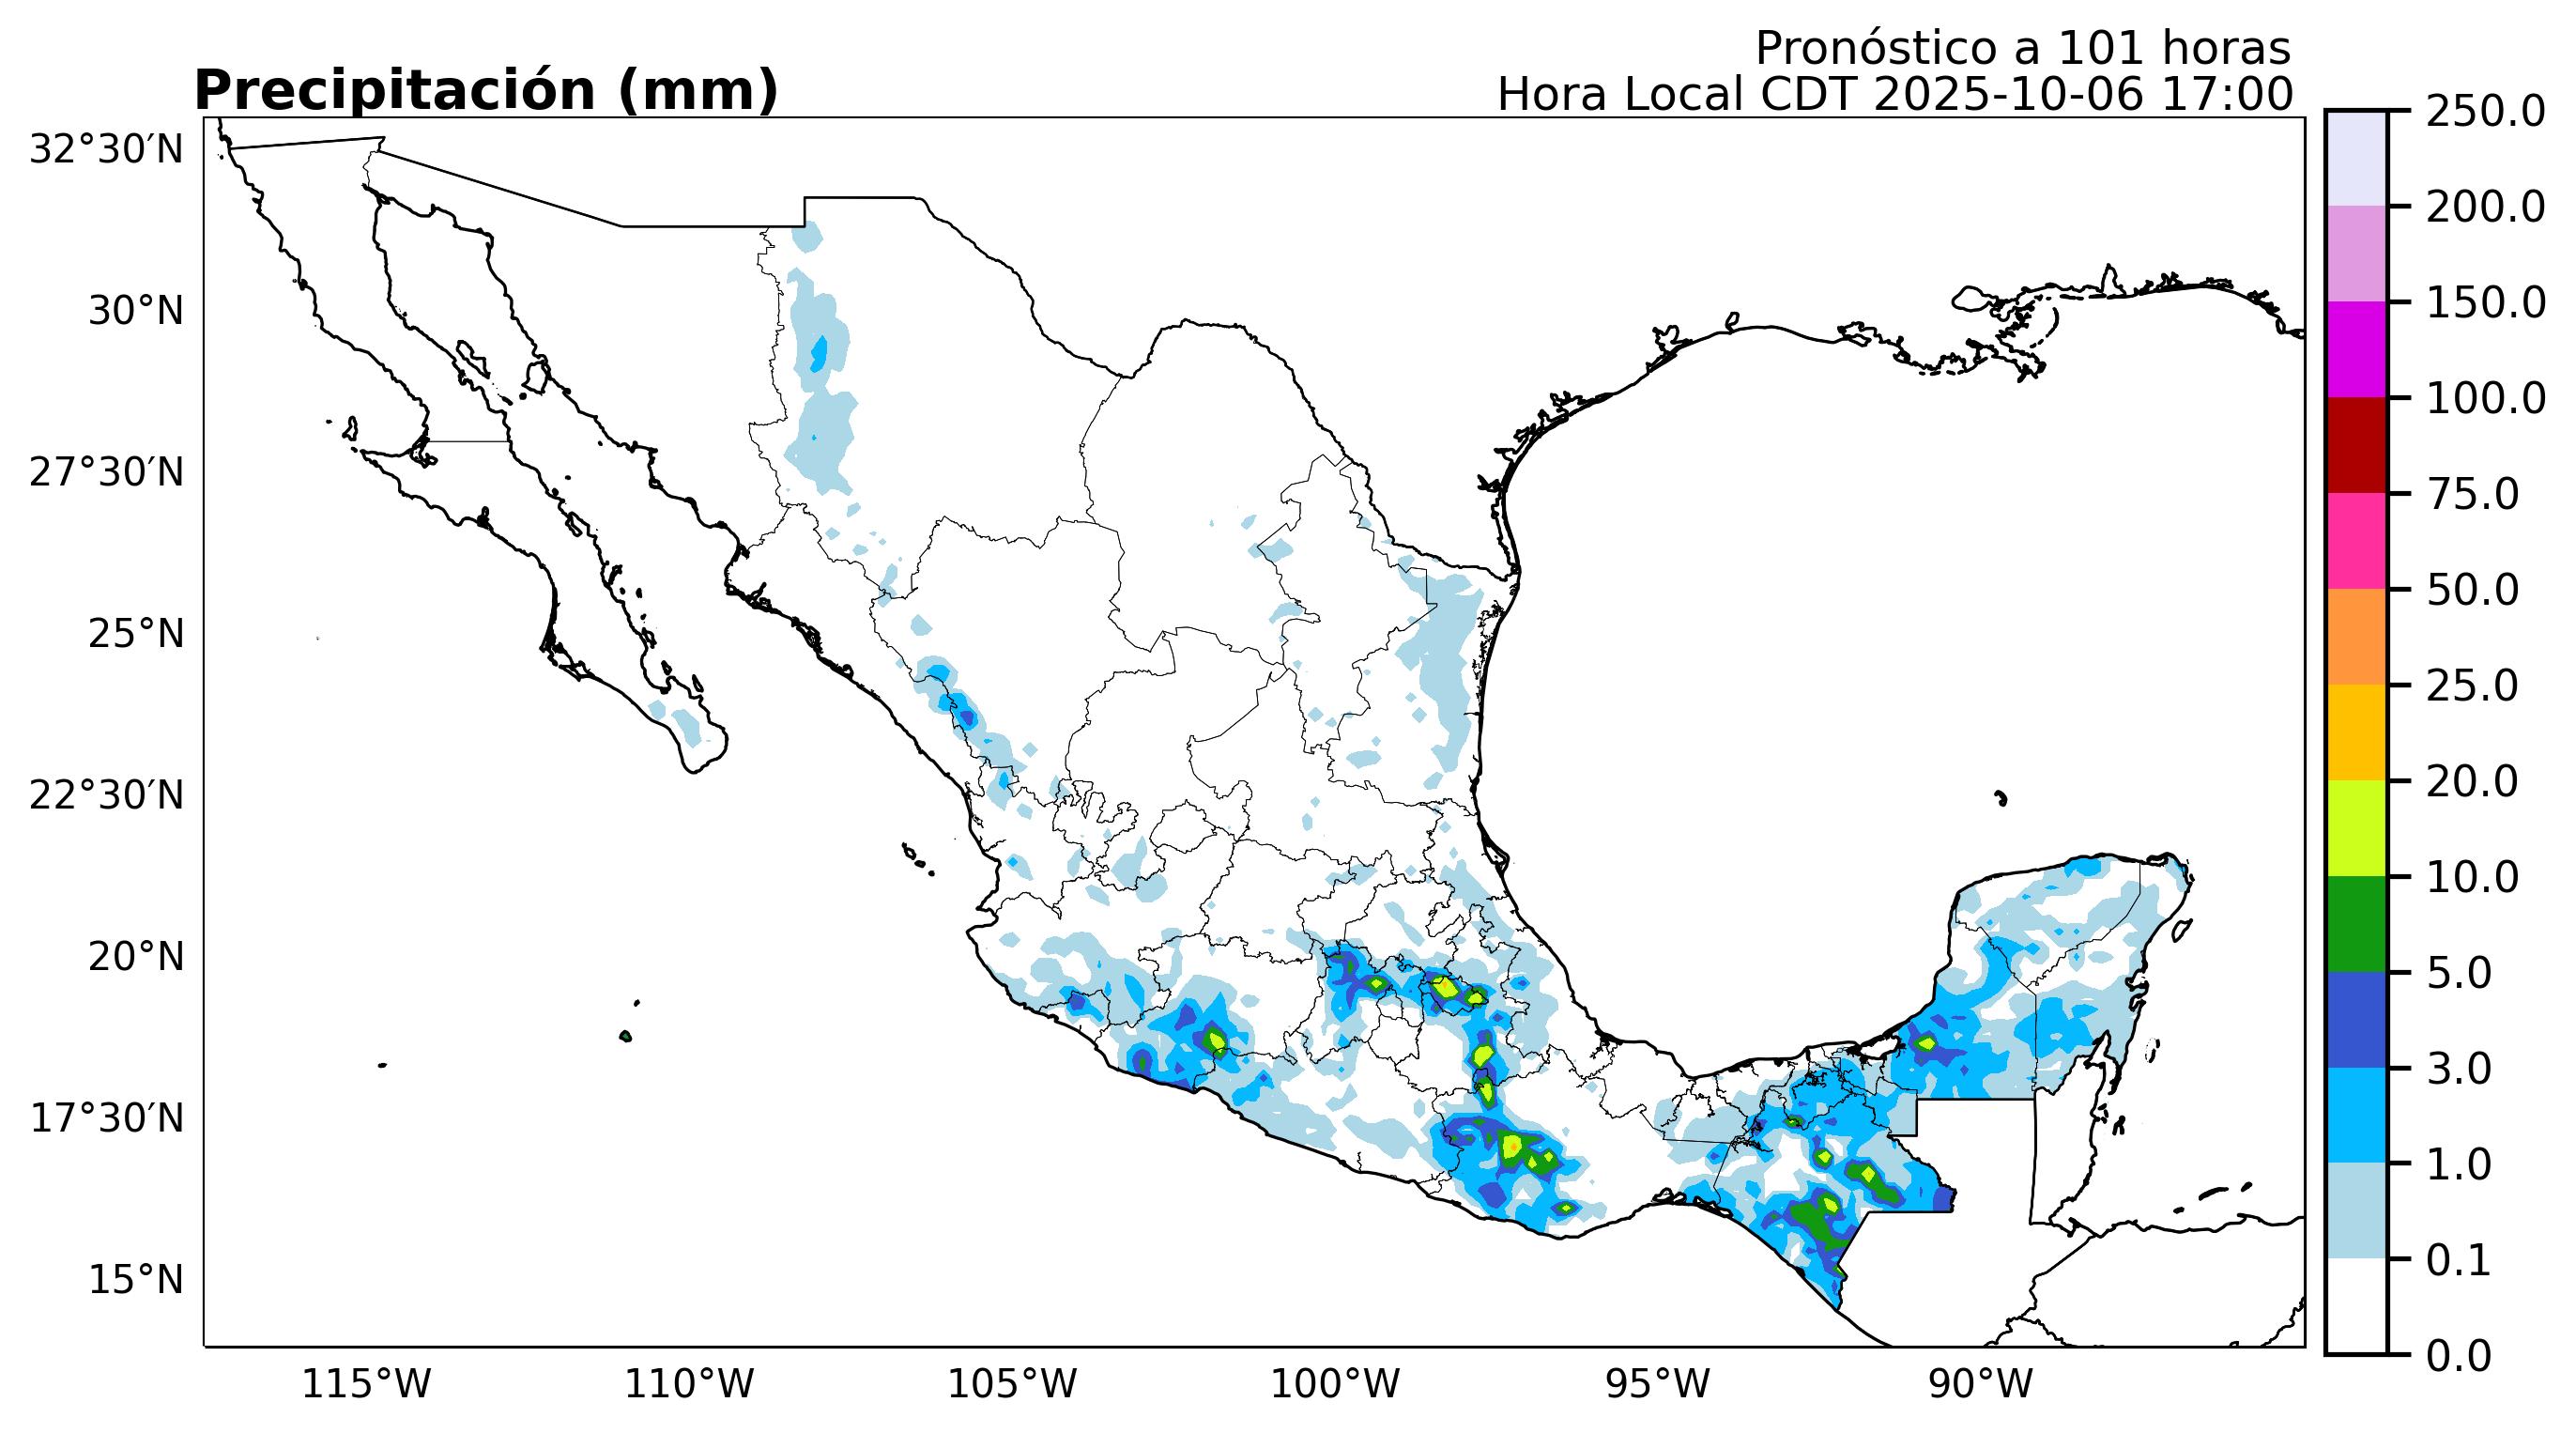 Pronóstico a 101 horas
Precipitación (mm)
Hora Local CDT 2025-10-06 17:00
32°30′N
30°N
27°30′N
25°N
22°30′N
20°N
17°30′N
15°N
115°W
110°W
105°W
100°W
95°W
90°W
250.0
200.0
150.0
100.0
75.0
50.0
25.0
20.0
10.0
5.0
3.0
1.0
0.1
0.0